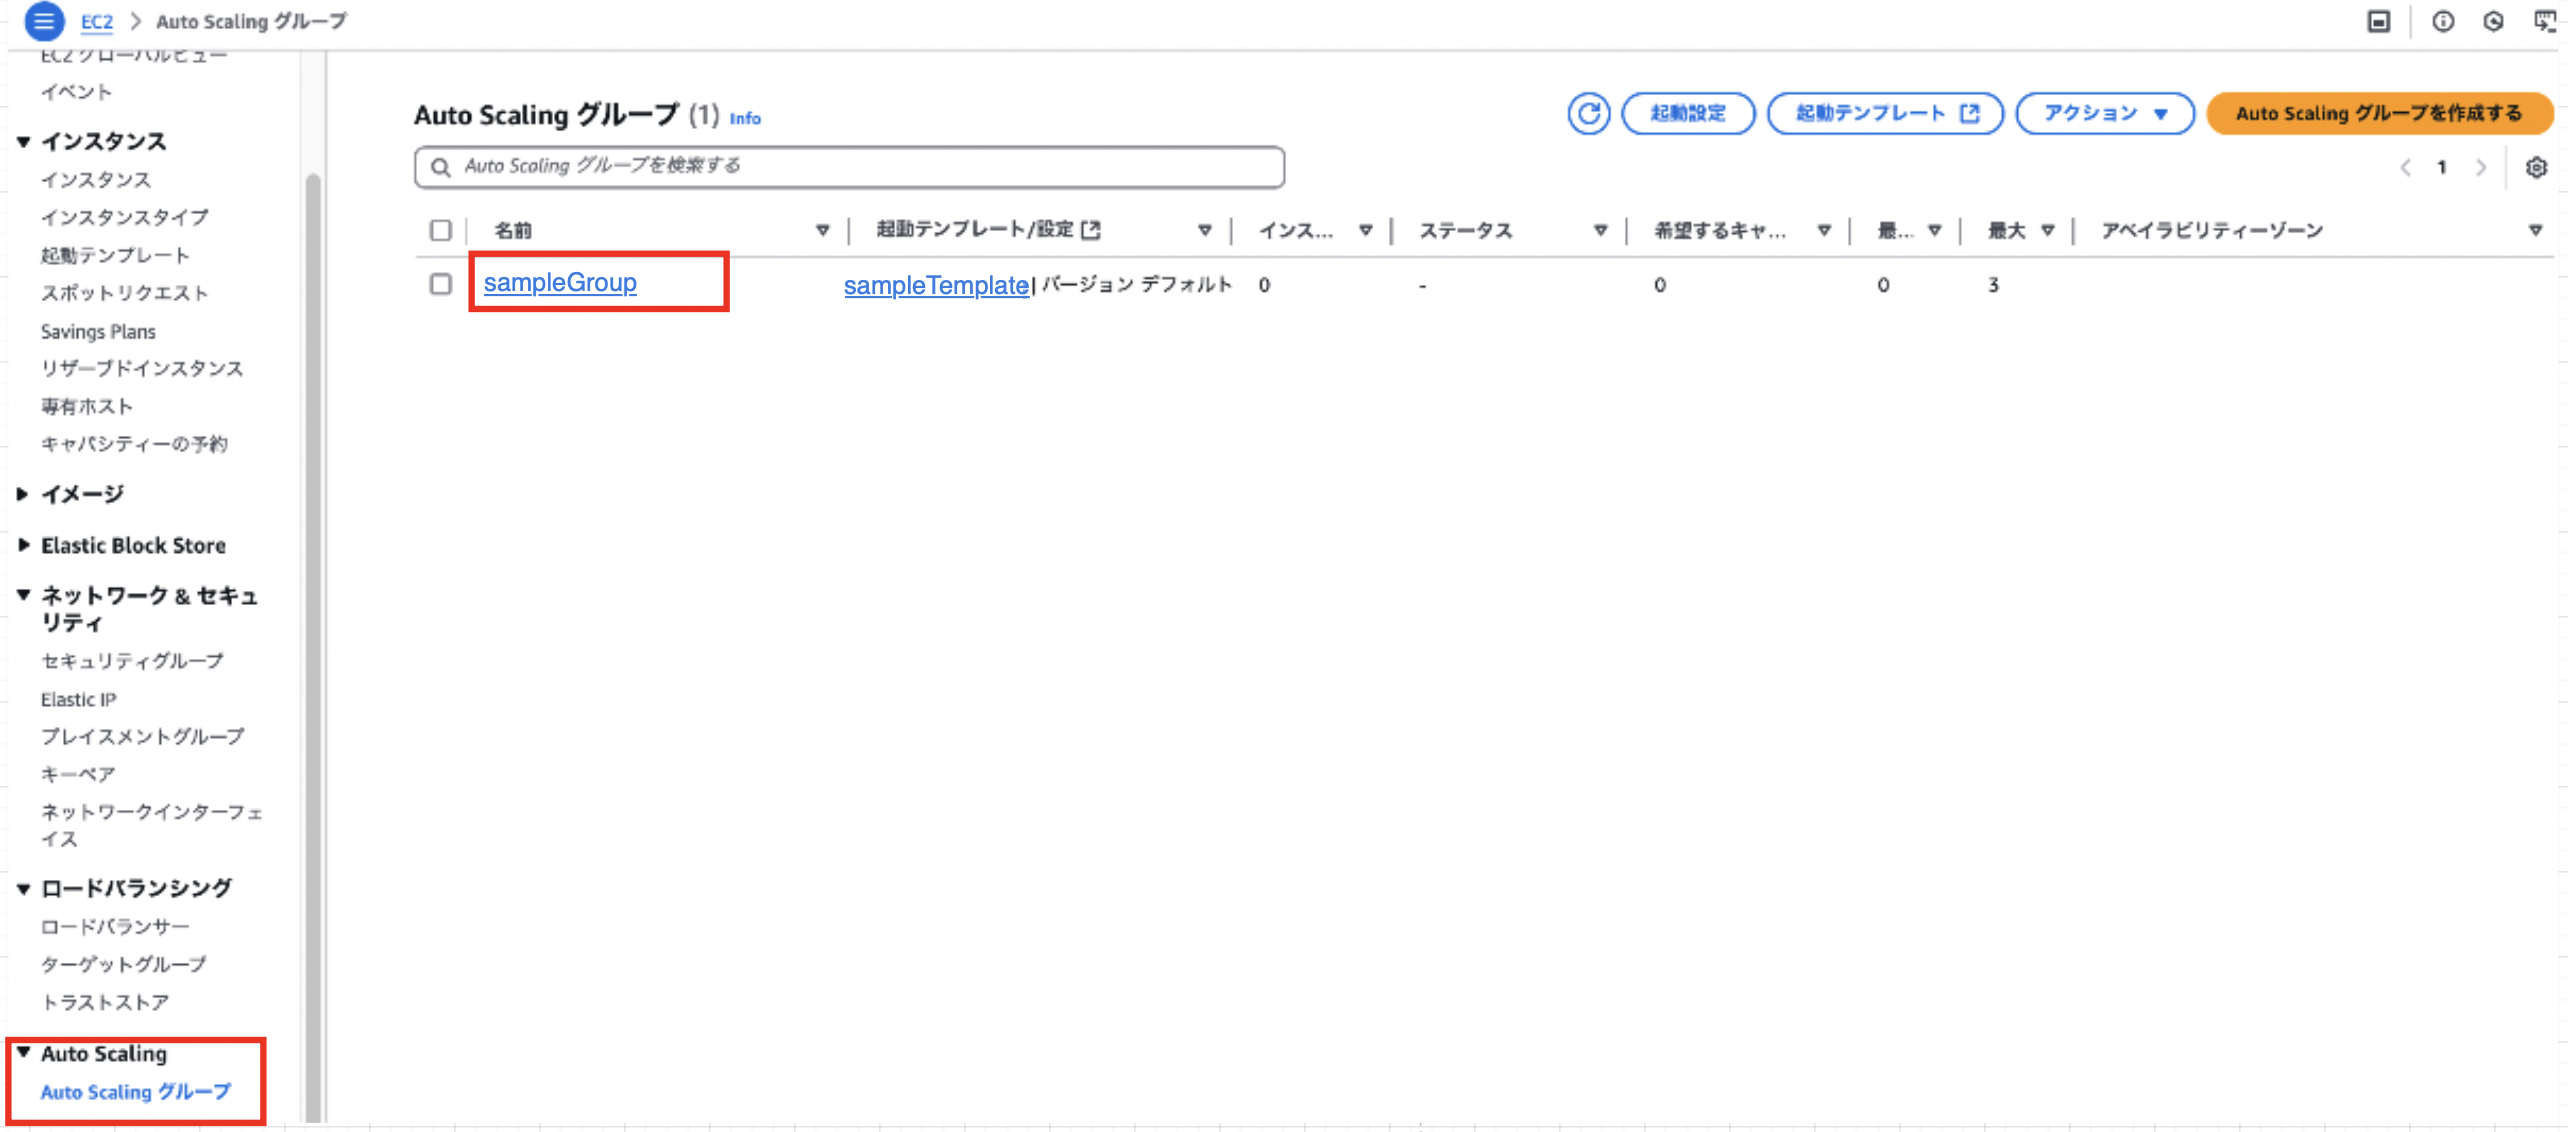 EC2 > Auto Scaling グループ
EC2 グローバルビュー
イベント
インスタンス
インスタンス
インスタンスタイプ
起動テンプレート
スポットリクエスト
Savings Plans
リザーブドインスタンス
専有ホスト
キャパシティーの予約
イメージ
Elastic Block Store
ネットワーク & セキュ
リティ
セキュリティグループ
Elastic IP
プレイスメントグループ
キーペア
ネットワークインターフェ
イス
ロードバランシング
ロードバランサー
ターゲットグループ
トラストストア
Auto Scaling
Auto Scaling グループ
Auto Scaling グループ (1) Info
起動設定 起動テンプレート アクション Auto Scaling グループを作成する
Auto Scaling グループを検索する
1
名前 起動テンプレート/設定 インス... ステータス 希望するキャ... 最... 最大 アベイラビリティーゾーン
sampleGroup sampleTemplate| バージョン デフォルト 0 - 0 0 3